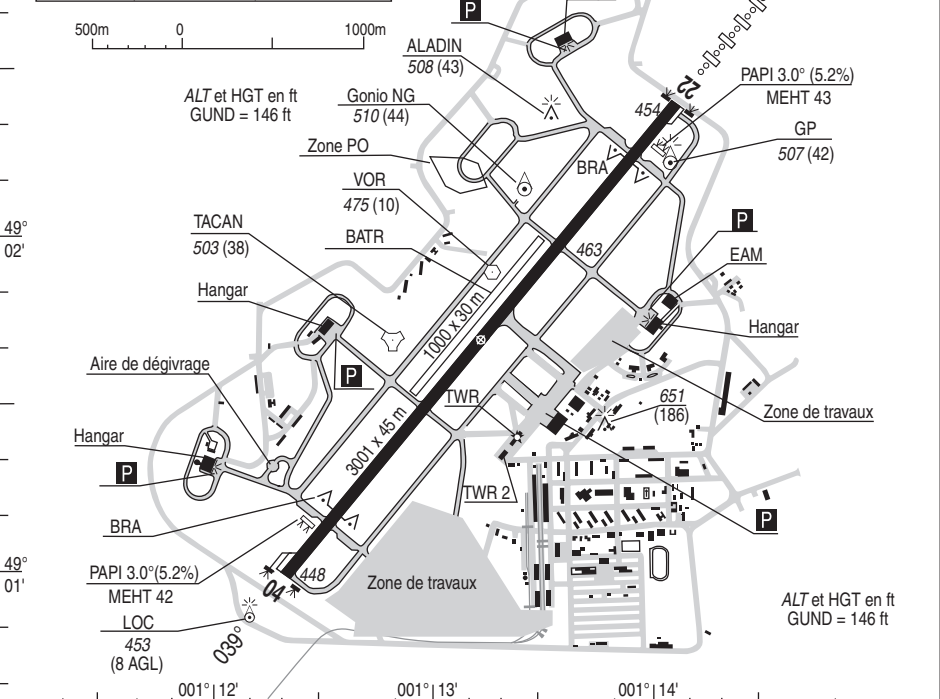 P
500m 0 1000m
ALADIN
508 (43)
22
PAPI 3.0° (5.2%)
MEHT 43
ALT et HGT en ft
GUND = 146 ft
Gonio NG
510 (44)
454
GP
507 (42)
Zone PO
BRA
VOR
475 (10)
49°
02'
TACAN
503 (38)
BATR
463
P
EAM
Hangar
1000 x 30 m
Hangar
Aire de dégivrage
P
TWR
651
(186)
Zone de travaux
3001 x 45 m
Hangar
P
TWR 2
P
BRA
49°
01'
PAPI 3.0°(5.2%)
MEHT 42
448
04
Zone de travaux
ALT et HGT en ft
GUND = 146 ft
LOC
453
(8 AGL)
039°
001° 12' 001° 13' 001° 14'